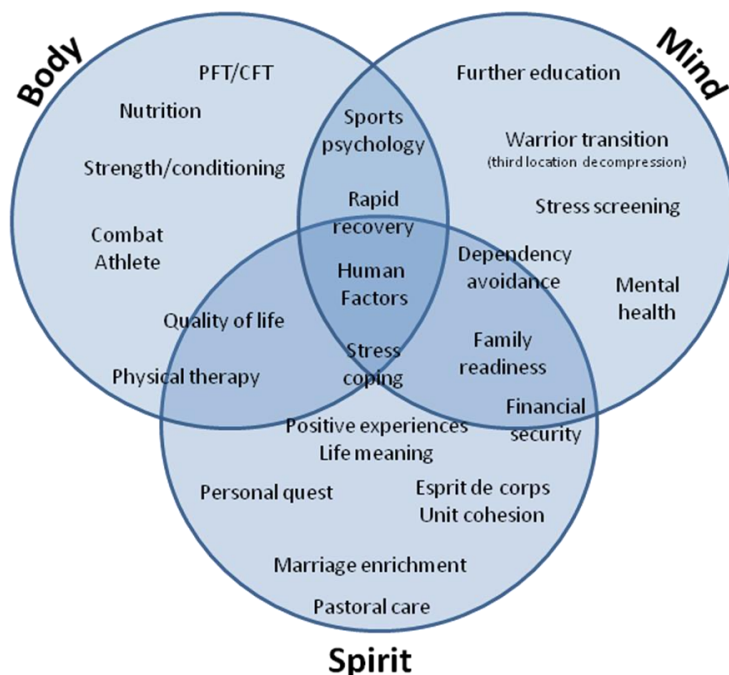 Body
Mind
PFT/CFT
Nutrition
Strength/conditioning
Combat
Athlete
Sports
psychology
Rapid
recovery
Further education
Warrior transition
(third location decompression)
Stress screening
Mental
health
Dependency
avoidance
Human
Factors
Quality of life
Physical therapy
Stress
coping
Family
readiness
Financial
security
Positive experiences
Life meaning
Personal quest
Esprit de corps
Unit cohesion
Marriage enrichment
Pastoral care
Spirit